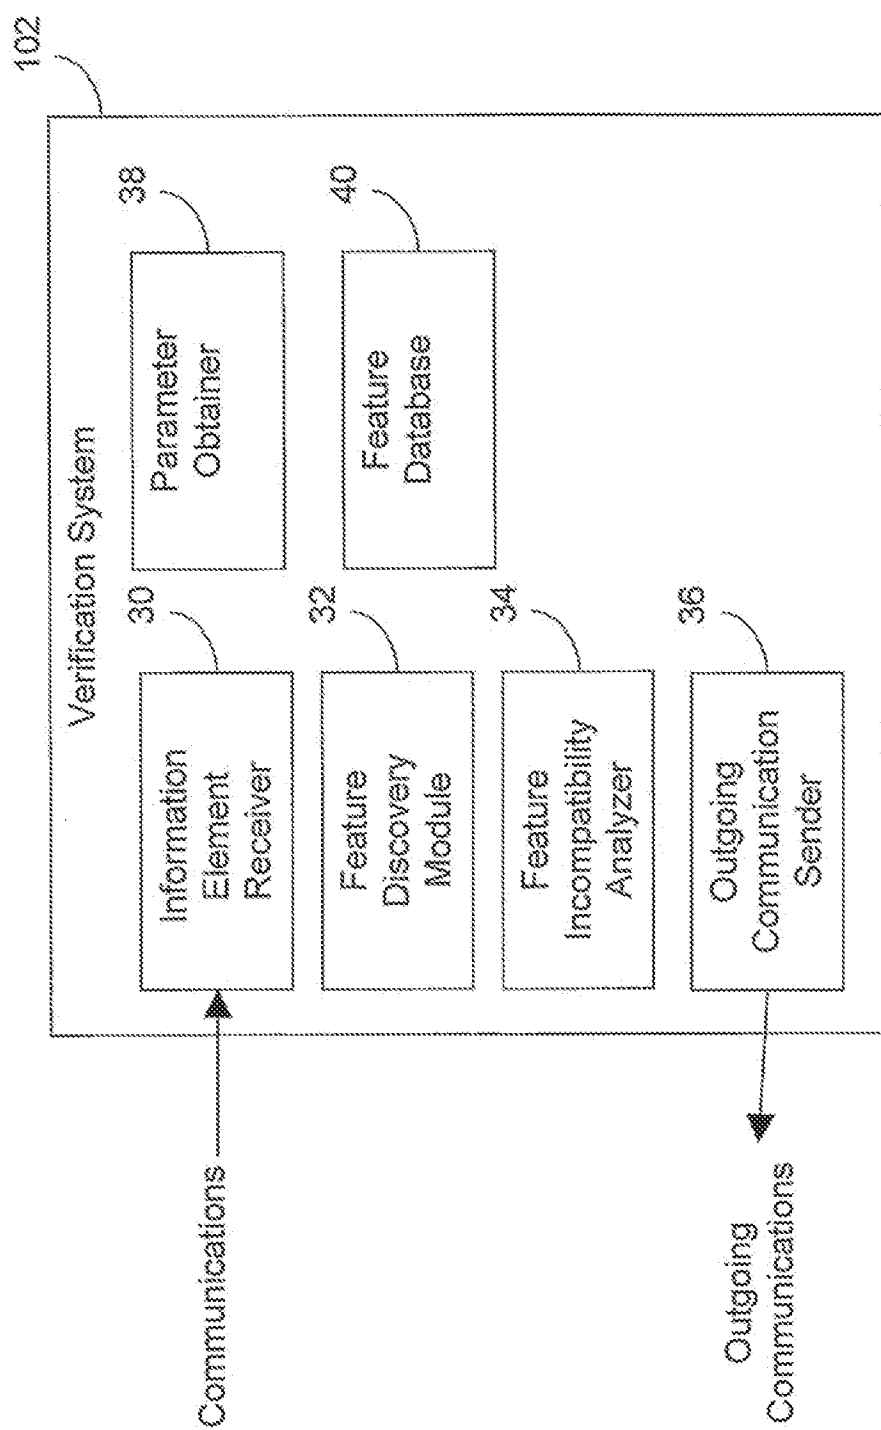 102
Verification System
30
Information
Element
Receiver
38
Parameter
Obtainer
32
Feature
Discovery
Module
40
Feature
Database
34
Feature
Incompatibility
Analyzer
36
Outgoing
Communication
Sender
Communications
Outgoing
Communications